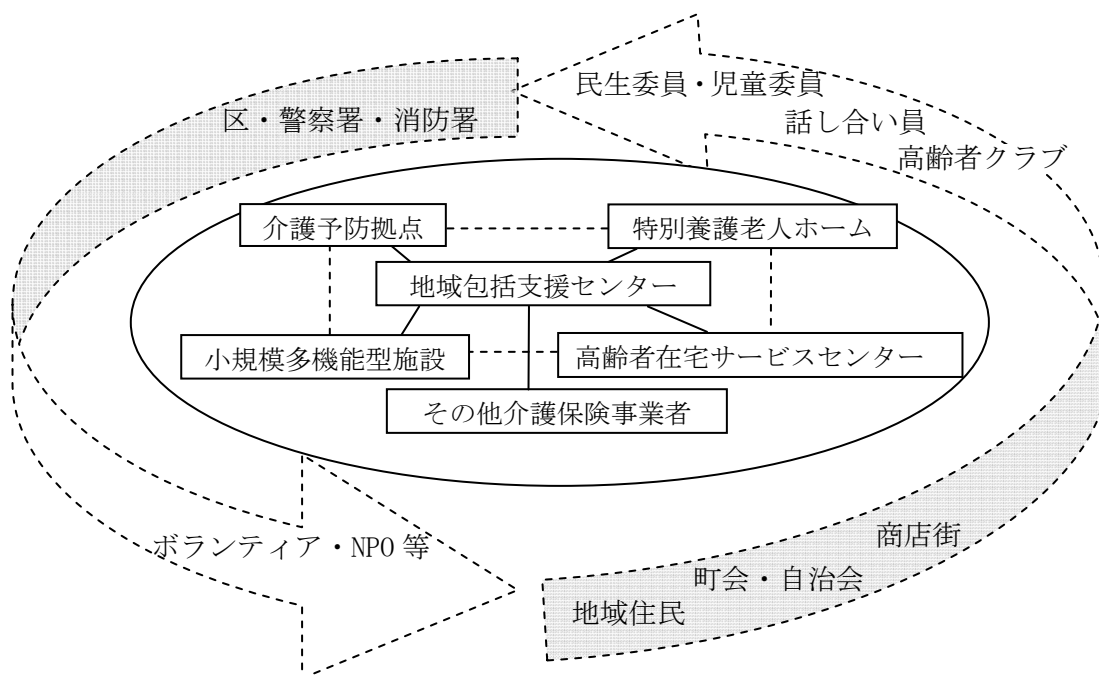 民生委員・児童委員
話し合い員
高齢者クラブ
区・警察署・消防署
介護予防拠点
特別養護老人ホーム
地域包括支援センター
小規模多機能型施設
高齢者在宅サービスセンター
その他介護保険事業者
ボランティア・NPO 等
商店街
町会・自治会
地域住民